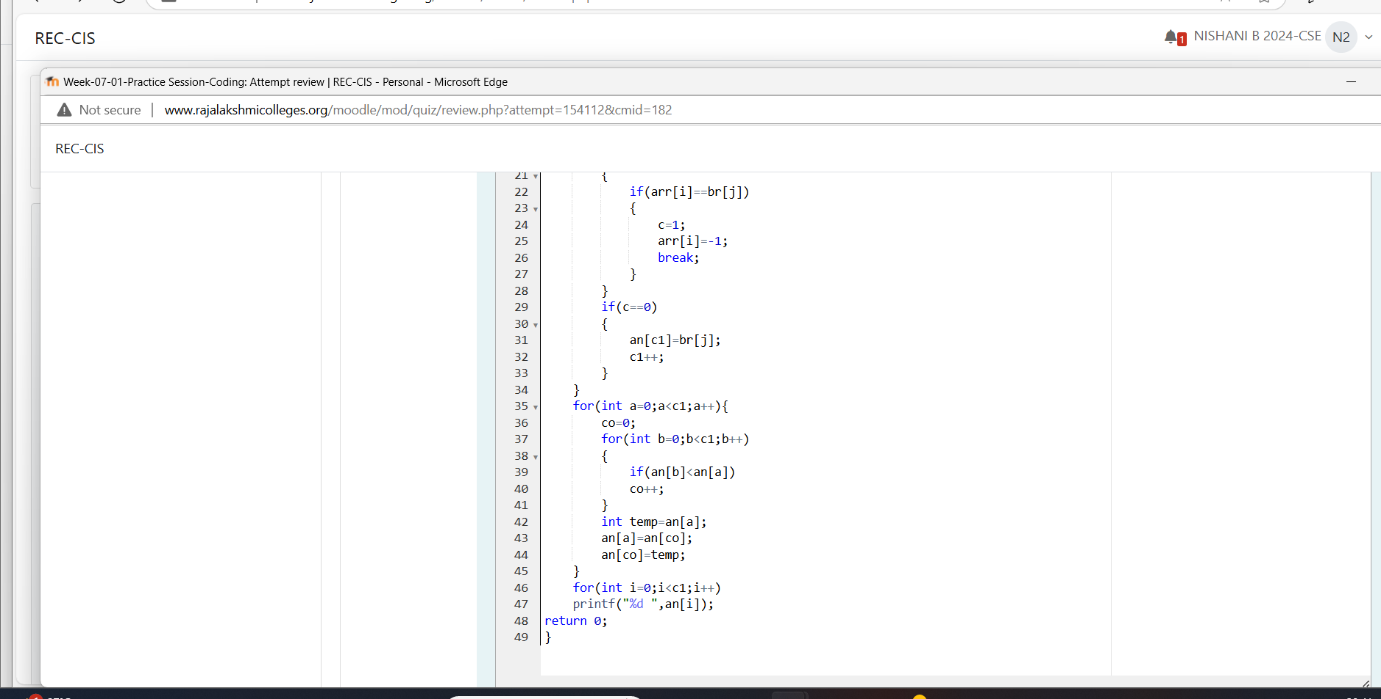 REC-CIS
1 NISHANI B 2024-CSE N2
Week-07-01-Practice Session-Coding: Attempt review | REC-CIS - Personal - Microsoft Edge
Not secure | www.rajalakshmicolleges.org/moodle/mod/quiz/review.php?attempt=154112&cmid=182
REC-CIS
21 {
22 if(arr[i]==br[j])
23 {
24 c=1;
25 arr[i]=-1;
26 break;
27 }
28 }
29 if(c==0)
30 {
31 an[c1]=br[j];
32 c1++;
33 }
34 }
35 for(int a=0;a<c1;a++){
36 co=0;
37 for(int b=0;b<c1;b++)
38 {
39 if(an[b]<an[a])
40 co++;
41 }
42 int temp=an[a];
43 an[a]=an[co];
44 an[co]=temp;
45 }
46 for(int i=0;i<c1;i++)
47 printf("%d ",an[i]);
48 return 0;
49 }